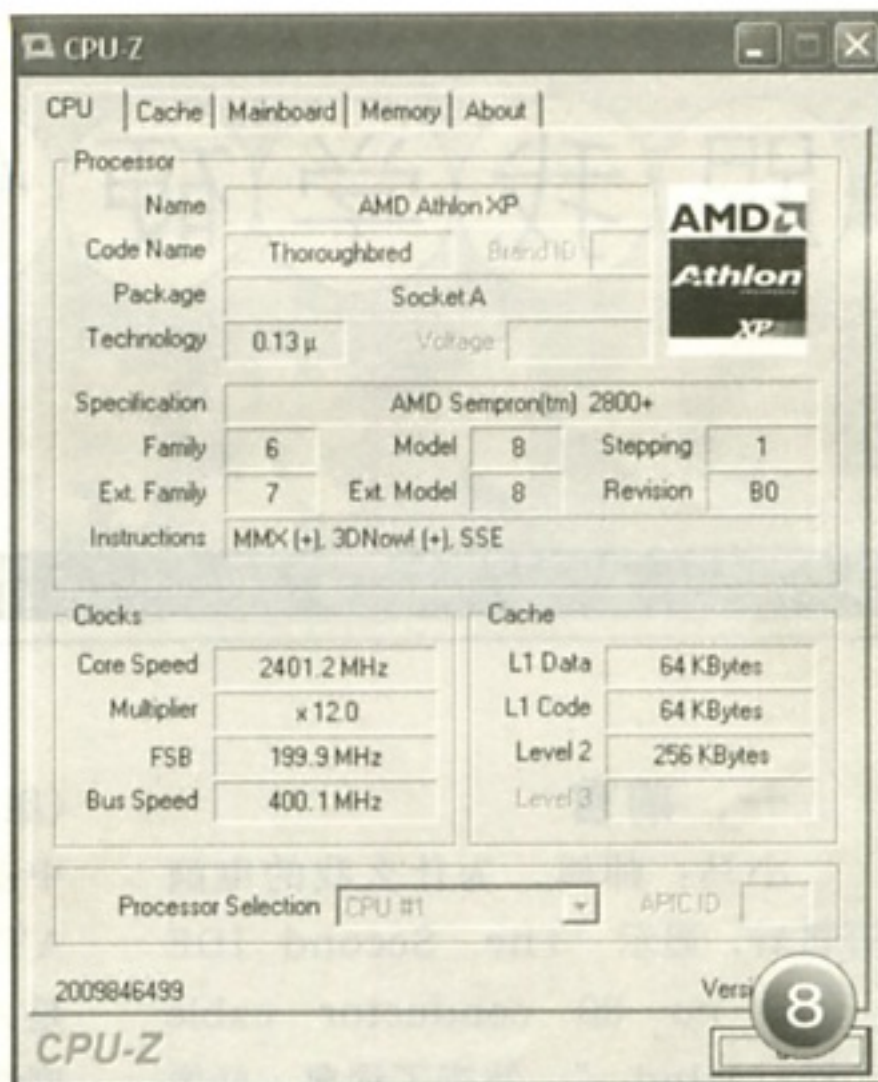 CPU-Z
CPU Cache Mainboard Memory About
Processor
Name AMD Athlon XP
Code Name Thoroughbred Brand ID
Package Socket A
Technology 0.13 μ Voltage
AMD
Athlon
XP
Specification AMD Sempron(tm) 2800+
Family 6 Model 8 Stepping 1
Ext. Family 7 Ext. Model 8 Revision B0
Instructions MMX (+), 3DNow! (+), SSE
Clocks
Core Speed 2401.2 MHz
Multiplier x 12.0
FSB 199.9 MHz
Bus Speed 400.1 MHz
Cache
L1 Data 64 KBytes
L1 Code 64 KBytes
Level 2 256 KBytes
Level 3
Processor Selection CPU #1 APIC ID
2009846499
8
CPU-Z